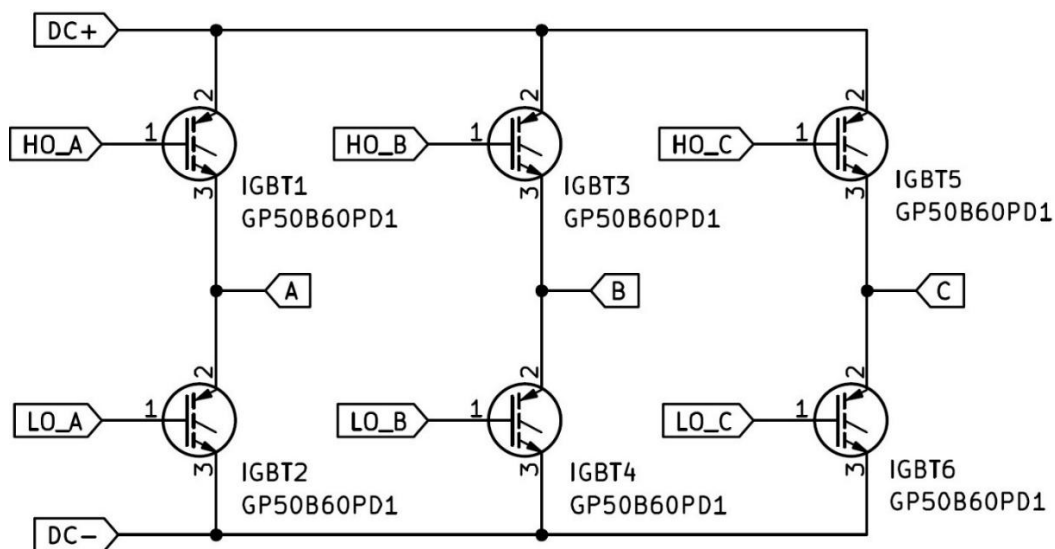 DC+
2
2
2
HO_A
1
HO_B
1
HO_C
1
3
IGBT1
GP50B60PD1
3
IGBT3
GP50B60PD1
3
IGBT5
GP50B60PD1
A
B
C
2
2
2
LO_A
1
LO_B
1
LO_C
1
3
IGBT2
GP50B60PD1
3
IGBT4
GP50B60PD1
3
IGBT6
GP50B60PD1
DC−